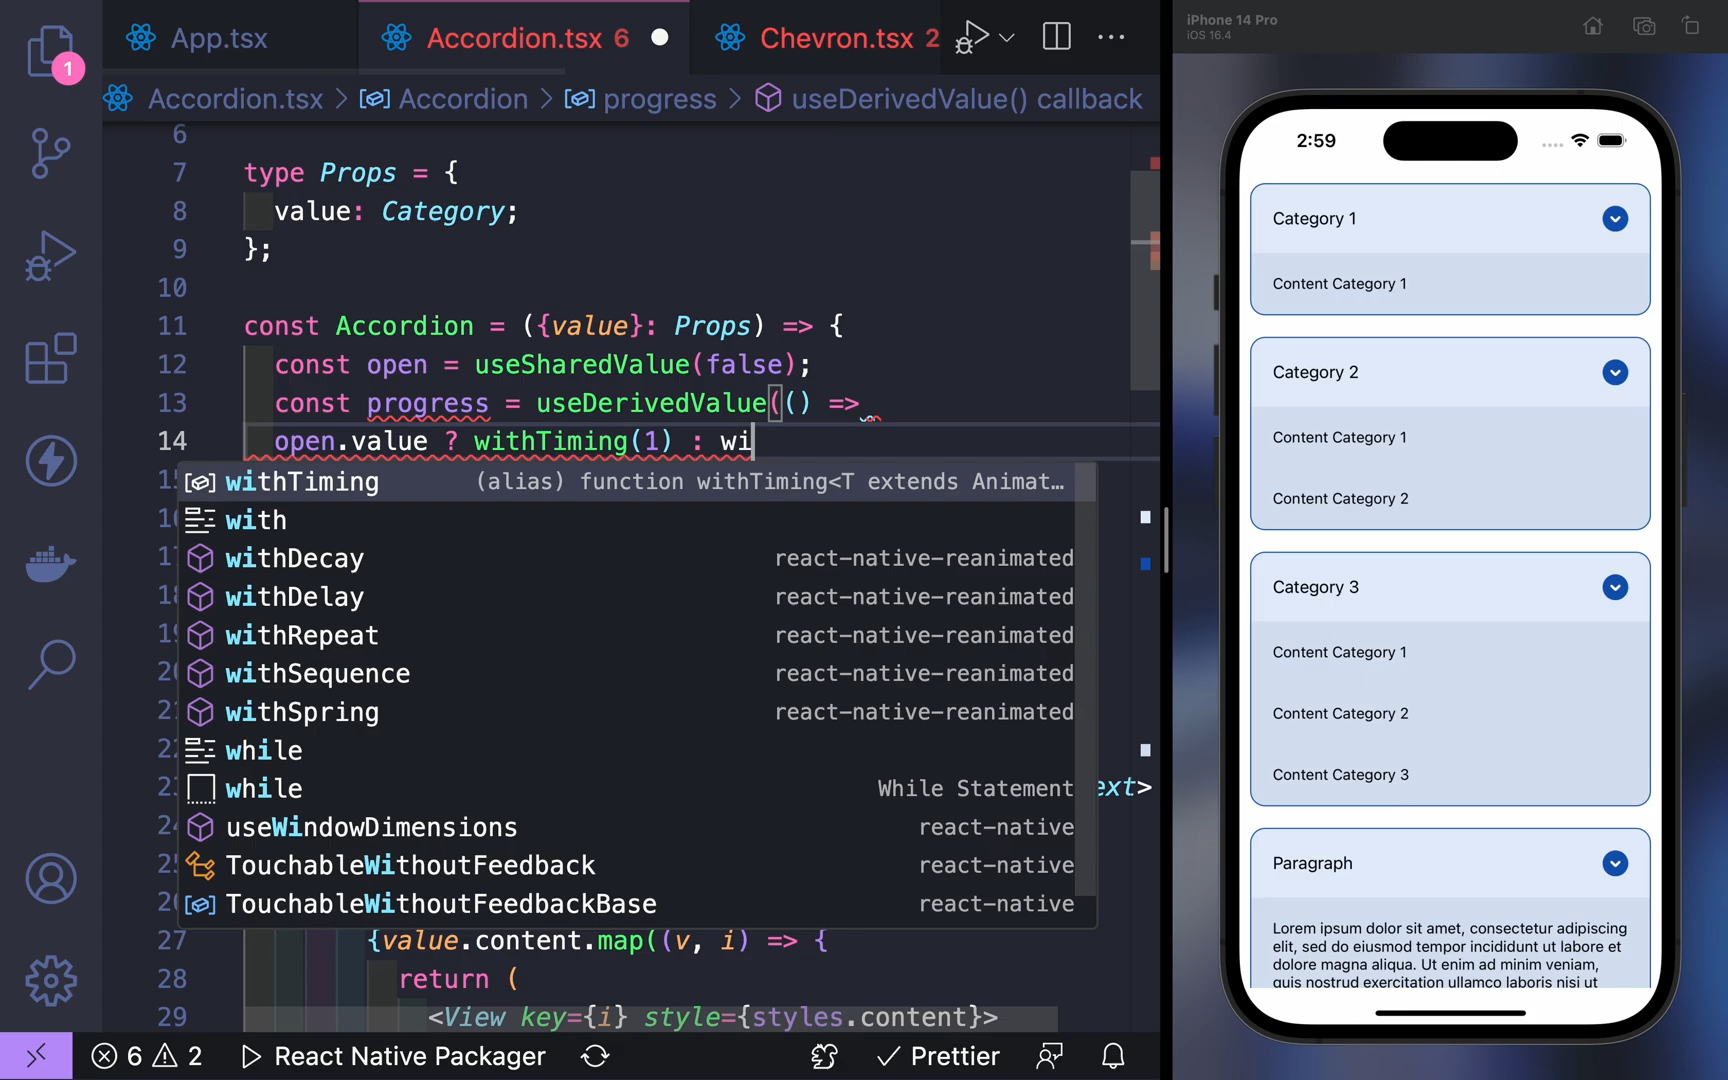 1
App.tsx
Accordion.tsx 6
Chevron.tsx 2
Accordion.tsx > Accordion > progress > useDerivedValue() callback
6
7 type Props = {
8 value: Category;
9 };
10
11 const Accordion = ({value}: Props) => {
12 const open = useSharedValue(false);
13 const progress = useDerivedValue(() =>
14 open.value ? withTiming(1) : wi
withTiming (alias) function withTiming<T extends Animat…
with
withDecay react-native-reanimated
withDelay react-native-reanimated
withRepeat react-native-reanimated
withSequence react-native-reanimated
withSpring react-native-reanimated
while
while While Statement ext>
useWindowDimensions react-native
TouchableWithoutFeedback react-native
TouchableWithoutFeedbackBase react-native
27 {value.content.map((v, i) => {
28 return (
29 <View key={i} style={styles.content}>
6 2 React Native Packager Prettier
iPhone 14 Pro
iOS 16.4
2:59
Category 1
Content Category 1
Category 2
Content Category 1
Content Category 2
Category 3
Content Category 1
Content Category 2
Content Category 3
Paragraph
Lorem ipsum dolor sit amet, consectetur adipiscing
elit, sed do eiusmod tempor incididunt ut labore et
dolore magna aliqua. Ut enim ad minim veniam,
quis nostrud exercitation ullamco laboris nisi ut